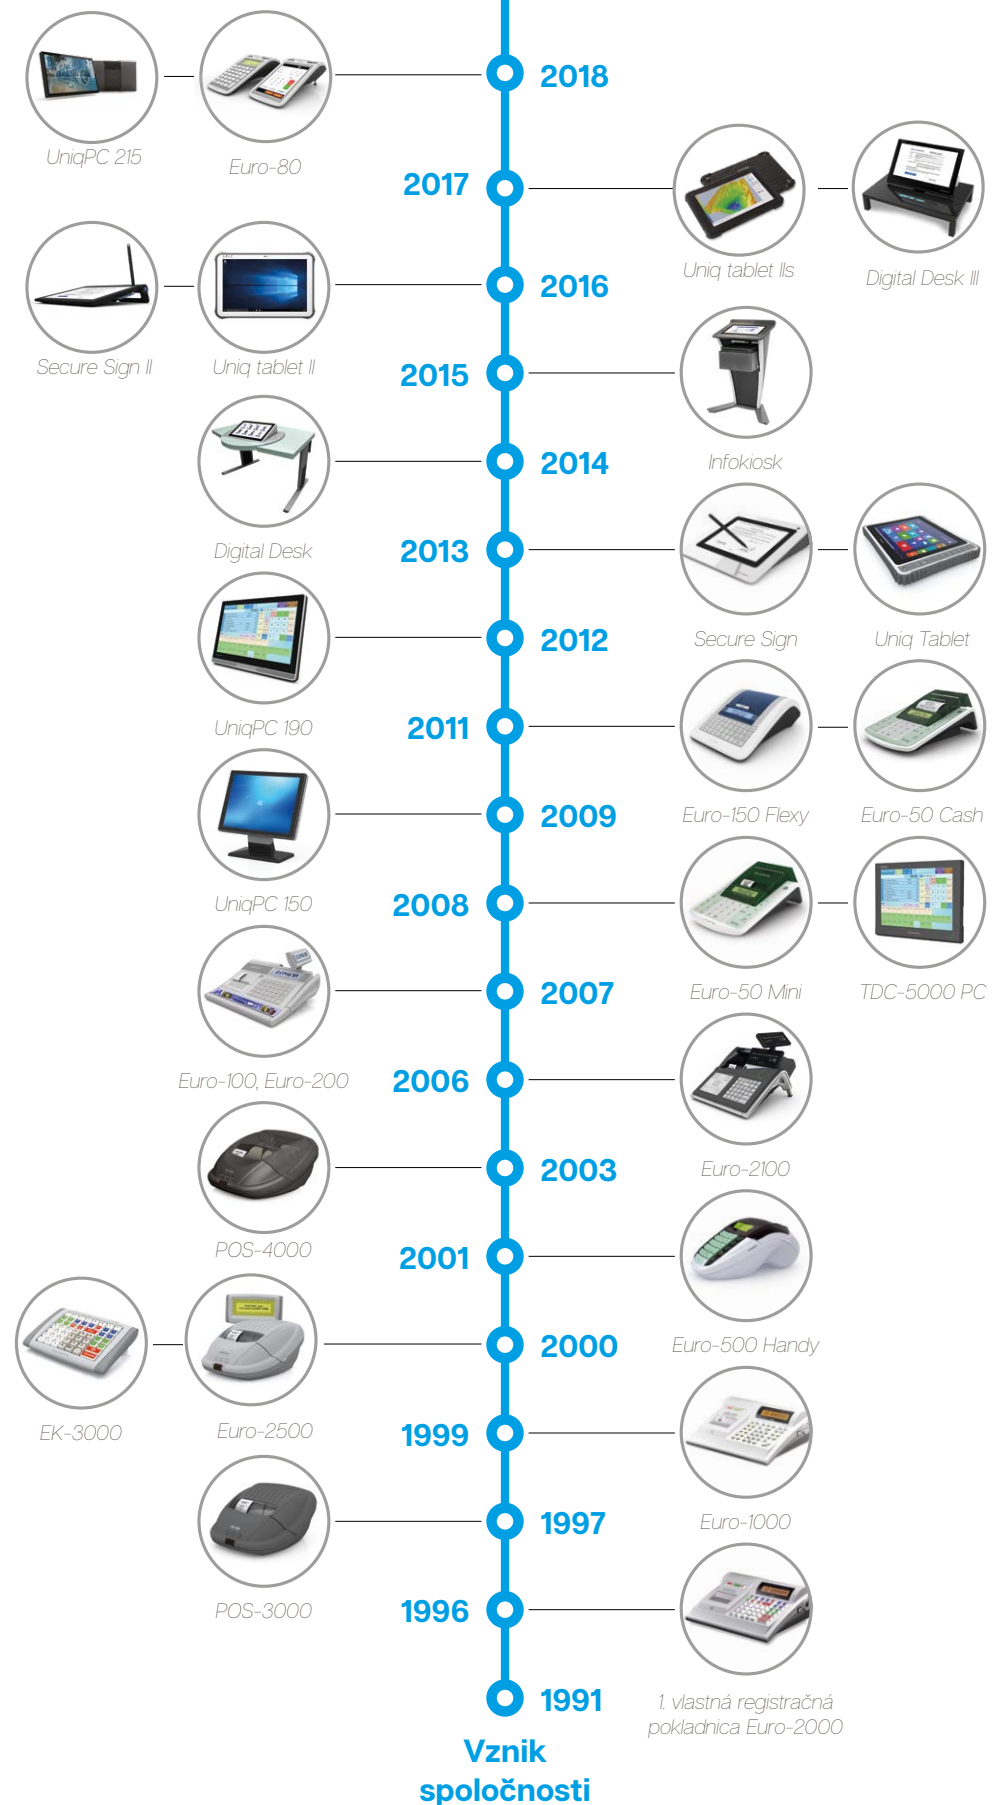 2018
UniqPC 215
Euro-80
2017
Uniq tablet IIs
Digital Desk III
2016
Secure Sign II
Uniq tablet II
2015
Infokiosk
2014
Digital Desk
2013
Secure Sign
Uniq Tablet
2012
UniqPC 190
2011
Euro-150 Flexy
Euro-50 Cash
2009
UniqPC 150
2008
Euro-50 Mini
TDC-5000 PC
2007
Euro-100, Euro-200
2006
Euro-2100
2003
POS-4000
2001
Euro-500 Handy
2000
EK-3000
Euro-2500
1999
Euro-1000
1997
POS-3000
1996
1. vlastná registračná
pokladnica Euro-2000
1991
Vznik
spoločnosti